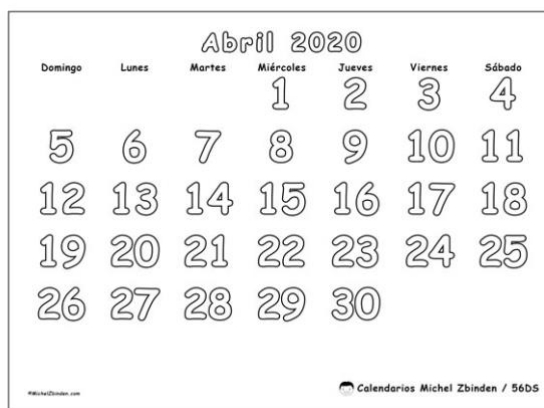 Abril 2020
Domingo Lunes Martes Miércoles Jueves Viernes Sábado
1 2 3 4
5 6 7 8 9 10 11
12 13 14 15 16 17 18
19 20 21 22 23 24 25
26 27 28 29 30
©MichelZbinden.com Calendarios Michel Zbinden / 56DS